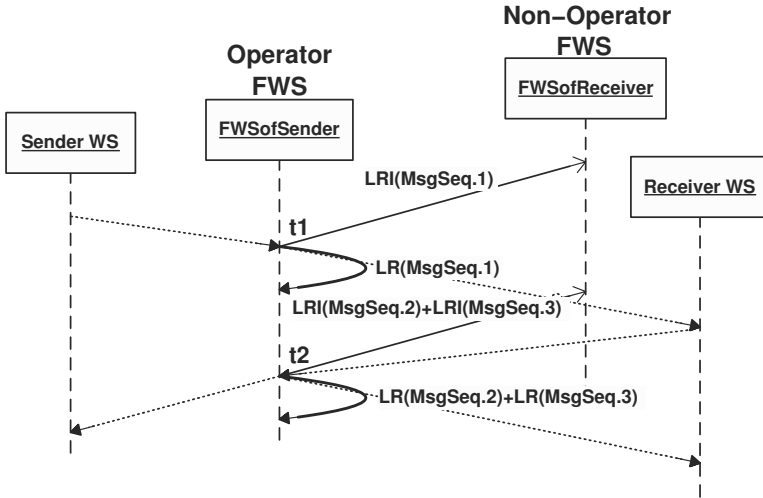 Non-Operator
FWS
Operator
FWS
FWSofReceiver
Sender WS
FWSofSender
LRI(MsgSeq.1)
Receiver WS
t1
LR(MsgSeq.1)
LRI(MsgSeq.2)+LRI(MsgSeq.3)
t2
LR(MsgSeq.2)+LR(MsgSeq.3)